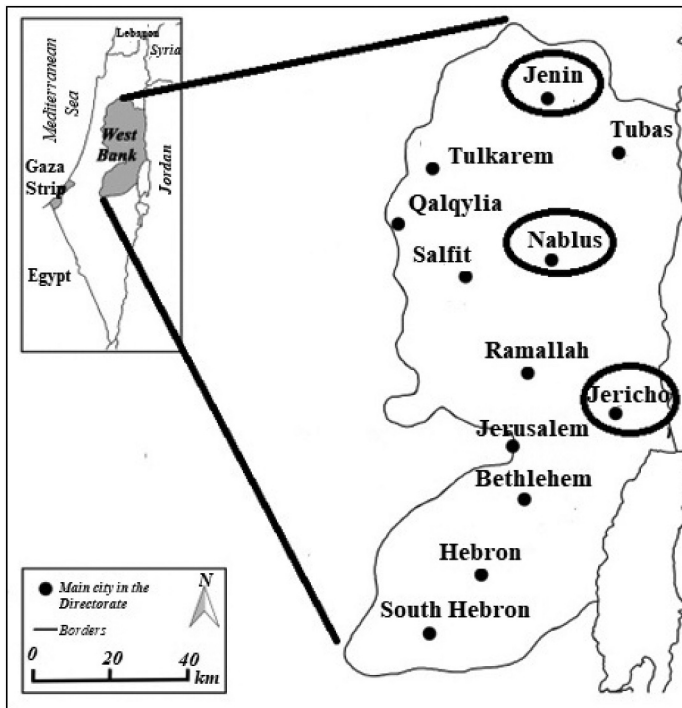 Lebanon
Syria
Mediterranean
Sea
West
Bank
Gaza
Strip
Jordan
Egypt
Jenin
Tubas
Tulkarem
Qalqylia
Nablus
Salfit
Ramallah
Jericho
Jerusalem
Bethlehem
Hebron
South Hebron
N
Main city in the
Directorate
Borders
0 20 40
km